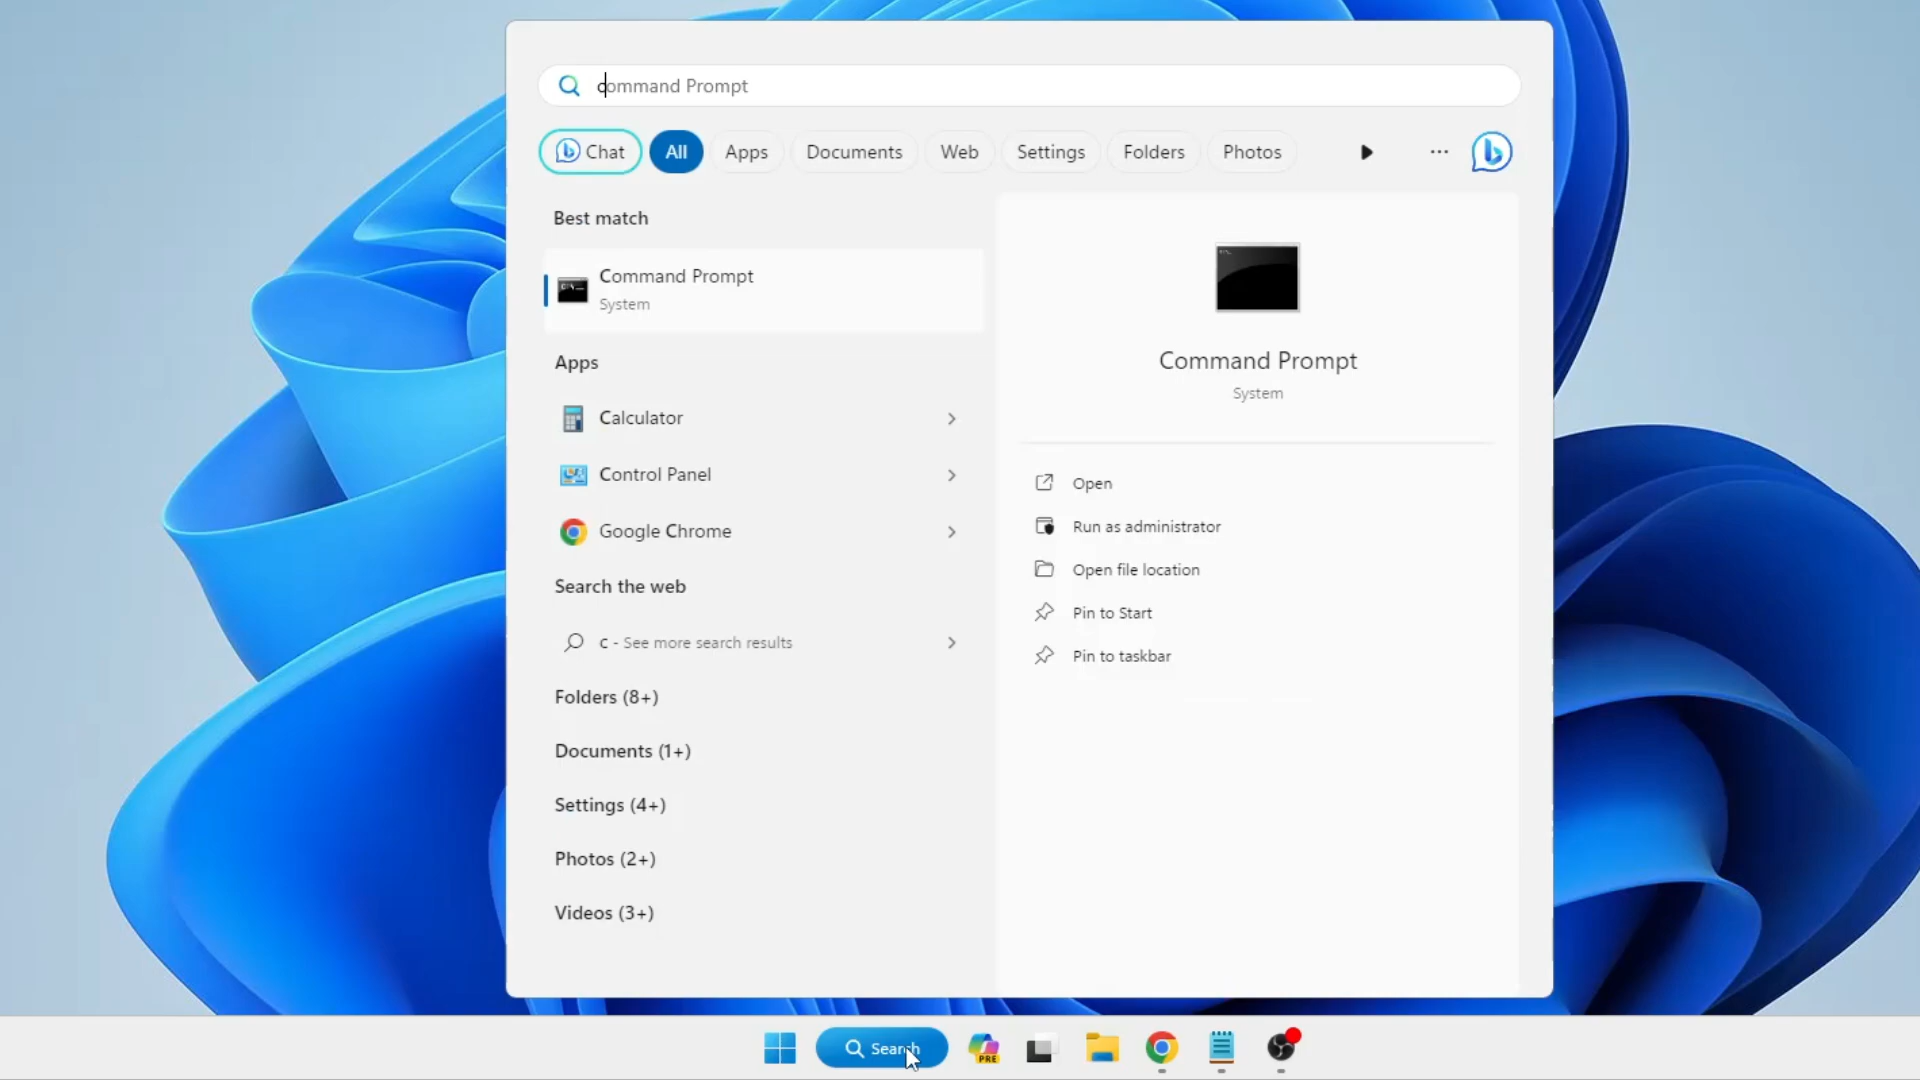 command Prompt
Chat All Apps Documents Web Settings Folders Photos ...
Best match
Command Prompt
System
Apps
Calculator
Control Panel
Google Chrome
Search the web
c - See more search results
Folders (8+)
Documents (1+)
Settings (4+)
Photos (2+)
Videos (3+)
Command Prompt
System
Open
Run as administrator
Open file location
Pin to Start
Pin to taskbar
Search
PRE